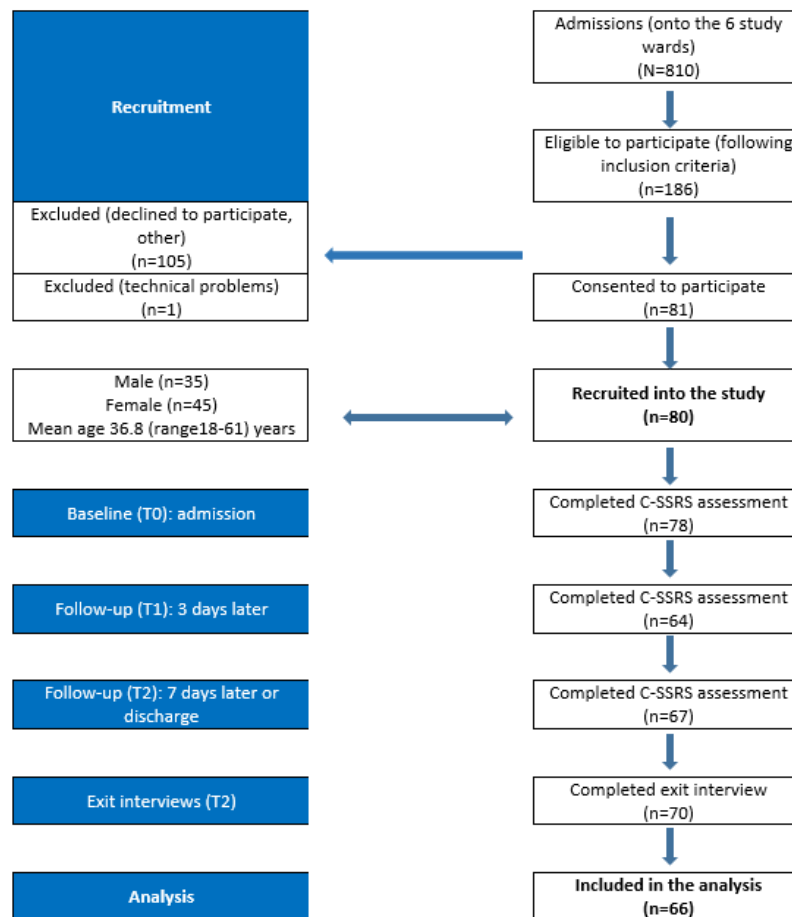 Admissions (onto the 6 study
wards)
(N=810)
Recruitment
Eligible to participate (following
inclusion criteria)
(n=186)
Excluded (declined to participate,
other)
(n=105)
Excluded (technical problems)
(n=1)
Consented to participate
(n=81)
Male (n=35)
Female (n=45)
Mean age 36.8 (range18-61) years
Recruited into the study
(n=80)
Baseline (T0): admission
Completed C-SSRS assessment
(n=78)
Follow-up (T1): 3 days later
Completed C-SSRS assessment
(n=64)
Follow-up (T2): 7 days later or
discharge
Completed C-SSRS assessment
(n=67)
Exit interviews (T2)
Completed exit interview
(n=70)
Analysis
Included in the analysis
(n=66)